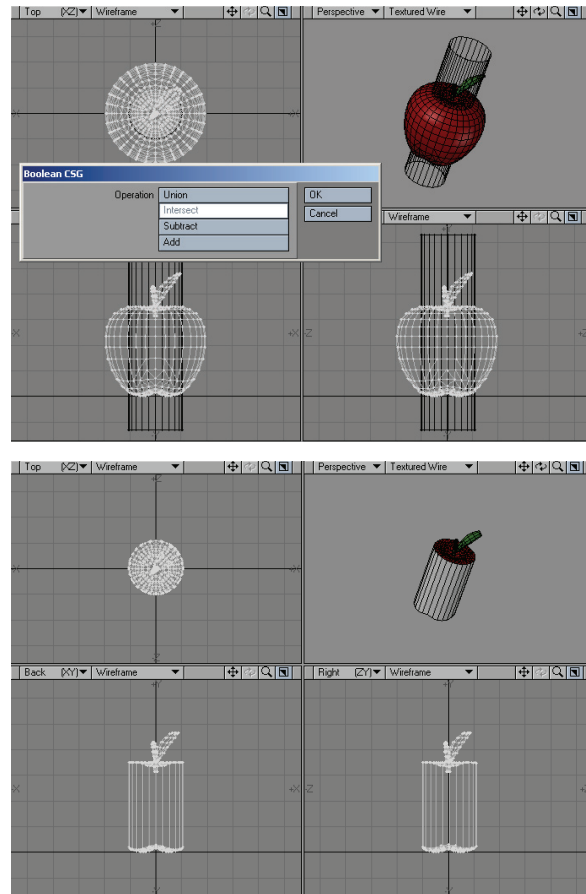 Top (XZ) Wireframe Perspective Textured Wire
Boolean CSG
Operation Union OK
Intersect Cancel
Subtract
Add
Wireframe
Top (XZ) Wireframe Perspective Textured Wire
Back (XY) Wireframe Right (ZY) Wireframe